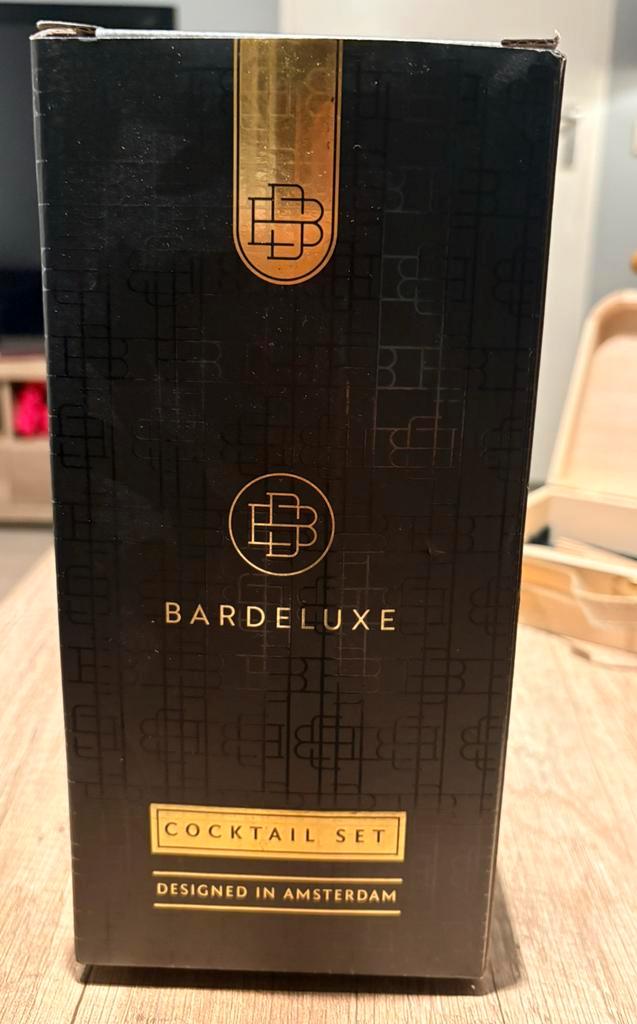 BARDELUXE
COCKTAIL SET
DESIGNED IN AMSTERDAM